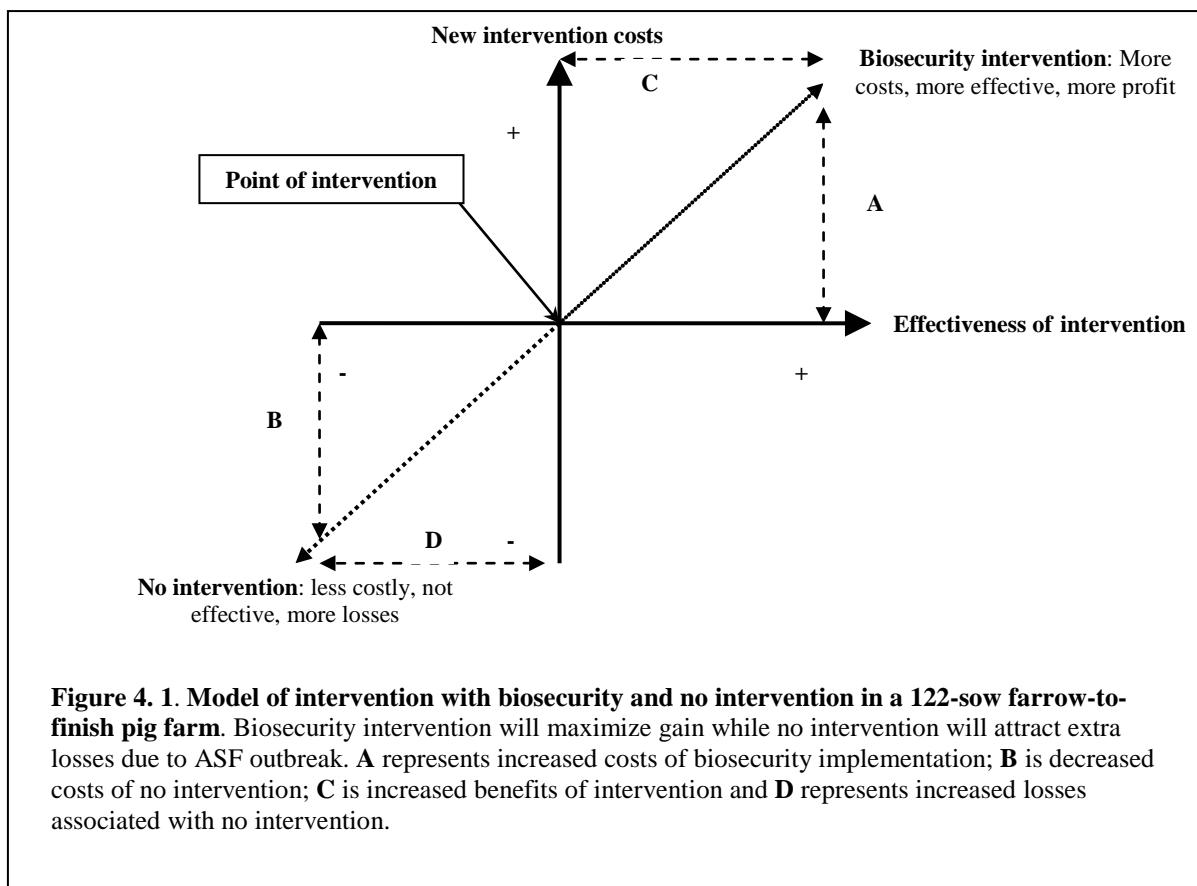 New intervention costs
Biosecurity intervention: More
costs, more effective, more profit
C
+
Point of intervention
A
Effectiveness of intervention
-
+
B
D
-
No intervention: less costly, not
effective, more losses
Figure 4. 1. Model of intervention with biosecurity and no intervention in a 122-sow farrow-to-
finish pig farm. Biosecurity intervention will maximize gain while no intervention will attract extra
losses due to ASF outbreak. A represents increased costs of biosecurity implementation; B is decreased
costs of no intervention; C is increased benefits of intervention and D represents increased losses
associated with no intervention.